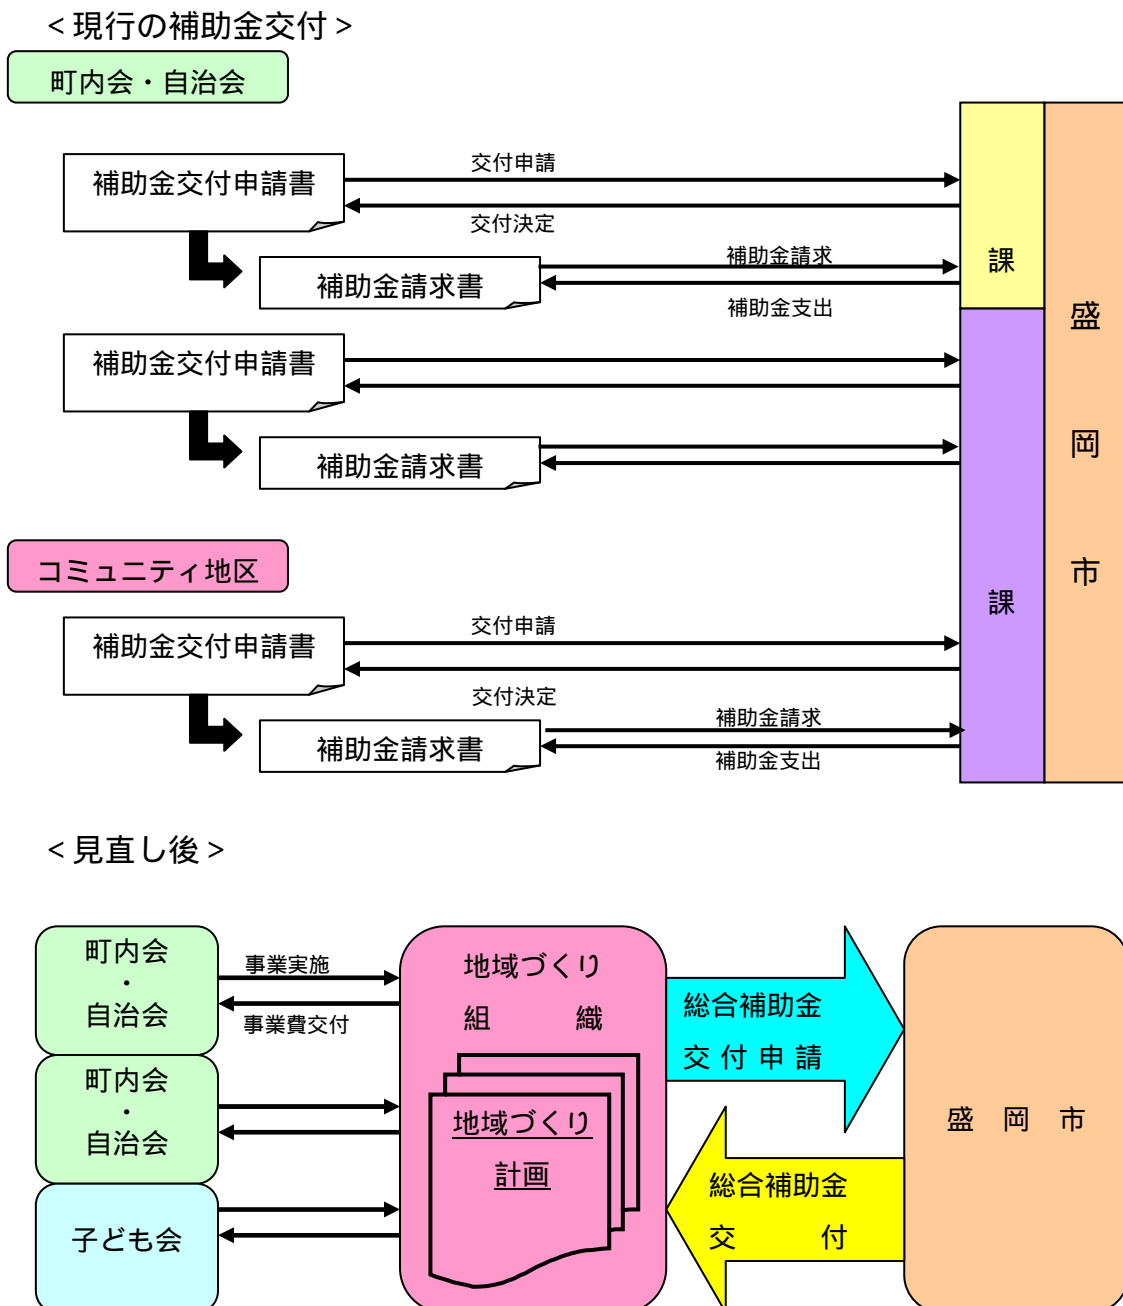 ＜現行の補助金交付＞
町内会・自治会
補助金交付申請書
交付申請
交付決定
補助金請求書
補助金請求
補助金支出
課
補助金交付申請書
補助金請求書
コミュニティ地区
補助金交付申請書
交付申請
交付決定
補助金請求書
補助金請求
補助金支出
課
盛
岡
市
＜見直し後＞
町内会
・
自治会
事業実施
事業費交付
町内会
・
自治会
子ども会
地域づくり
組織
地域づくり
計画
総合補助金
交付申請
総合補助金
交付
盛岡市